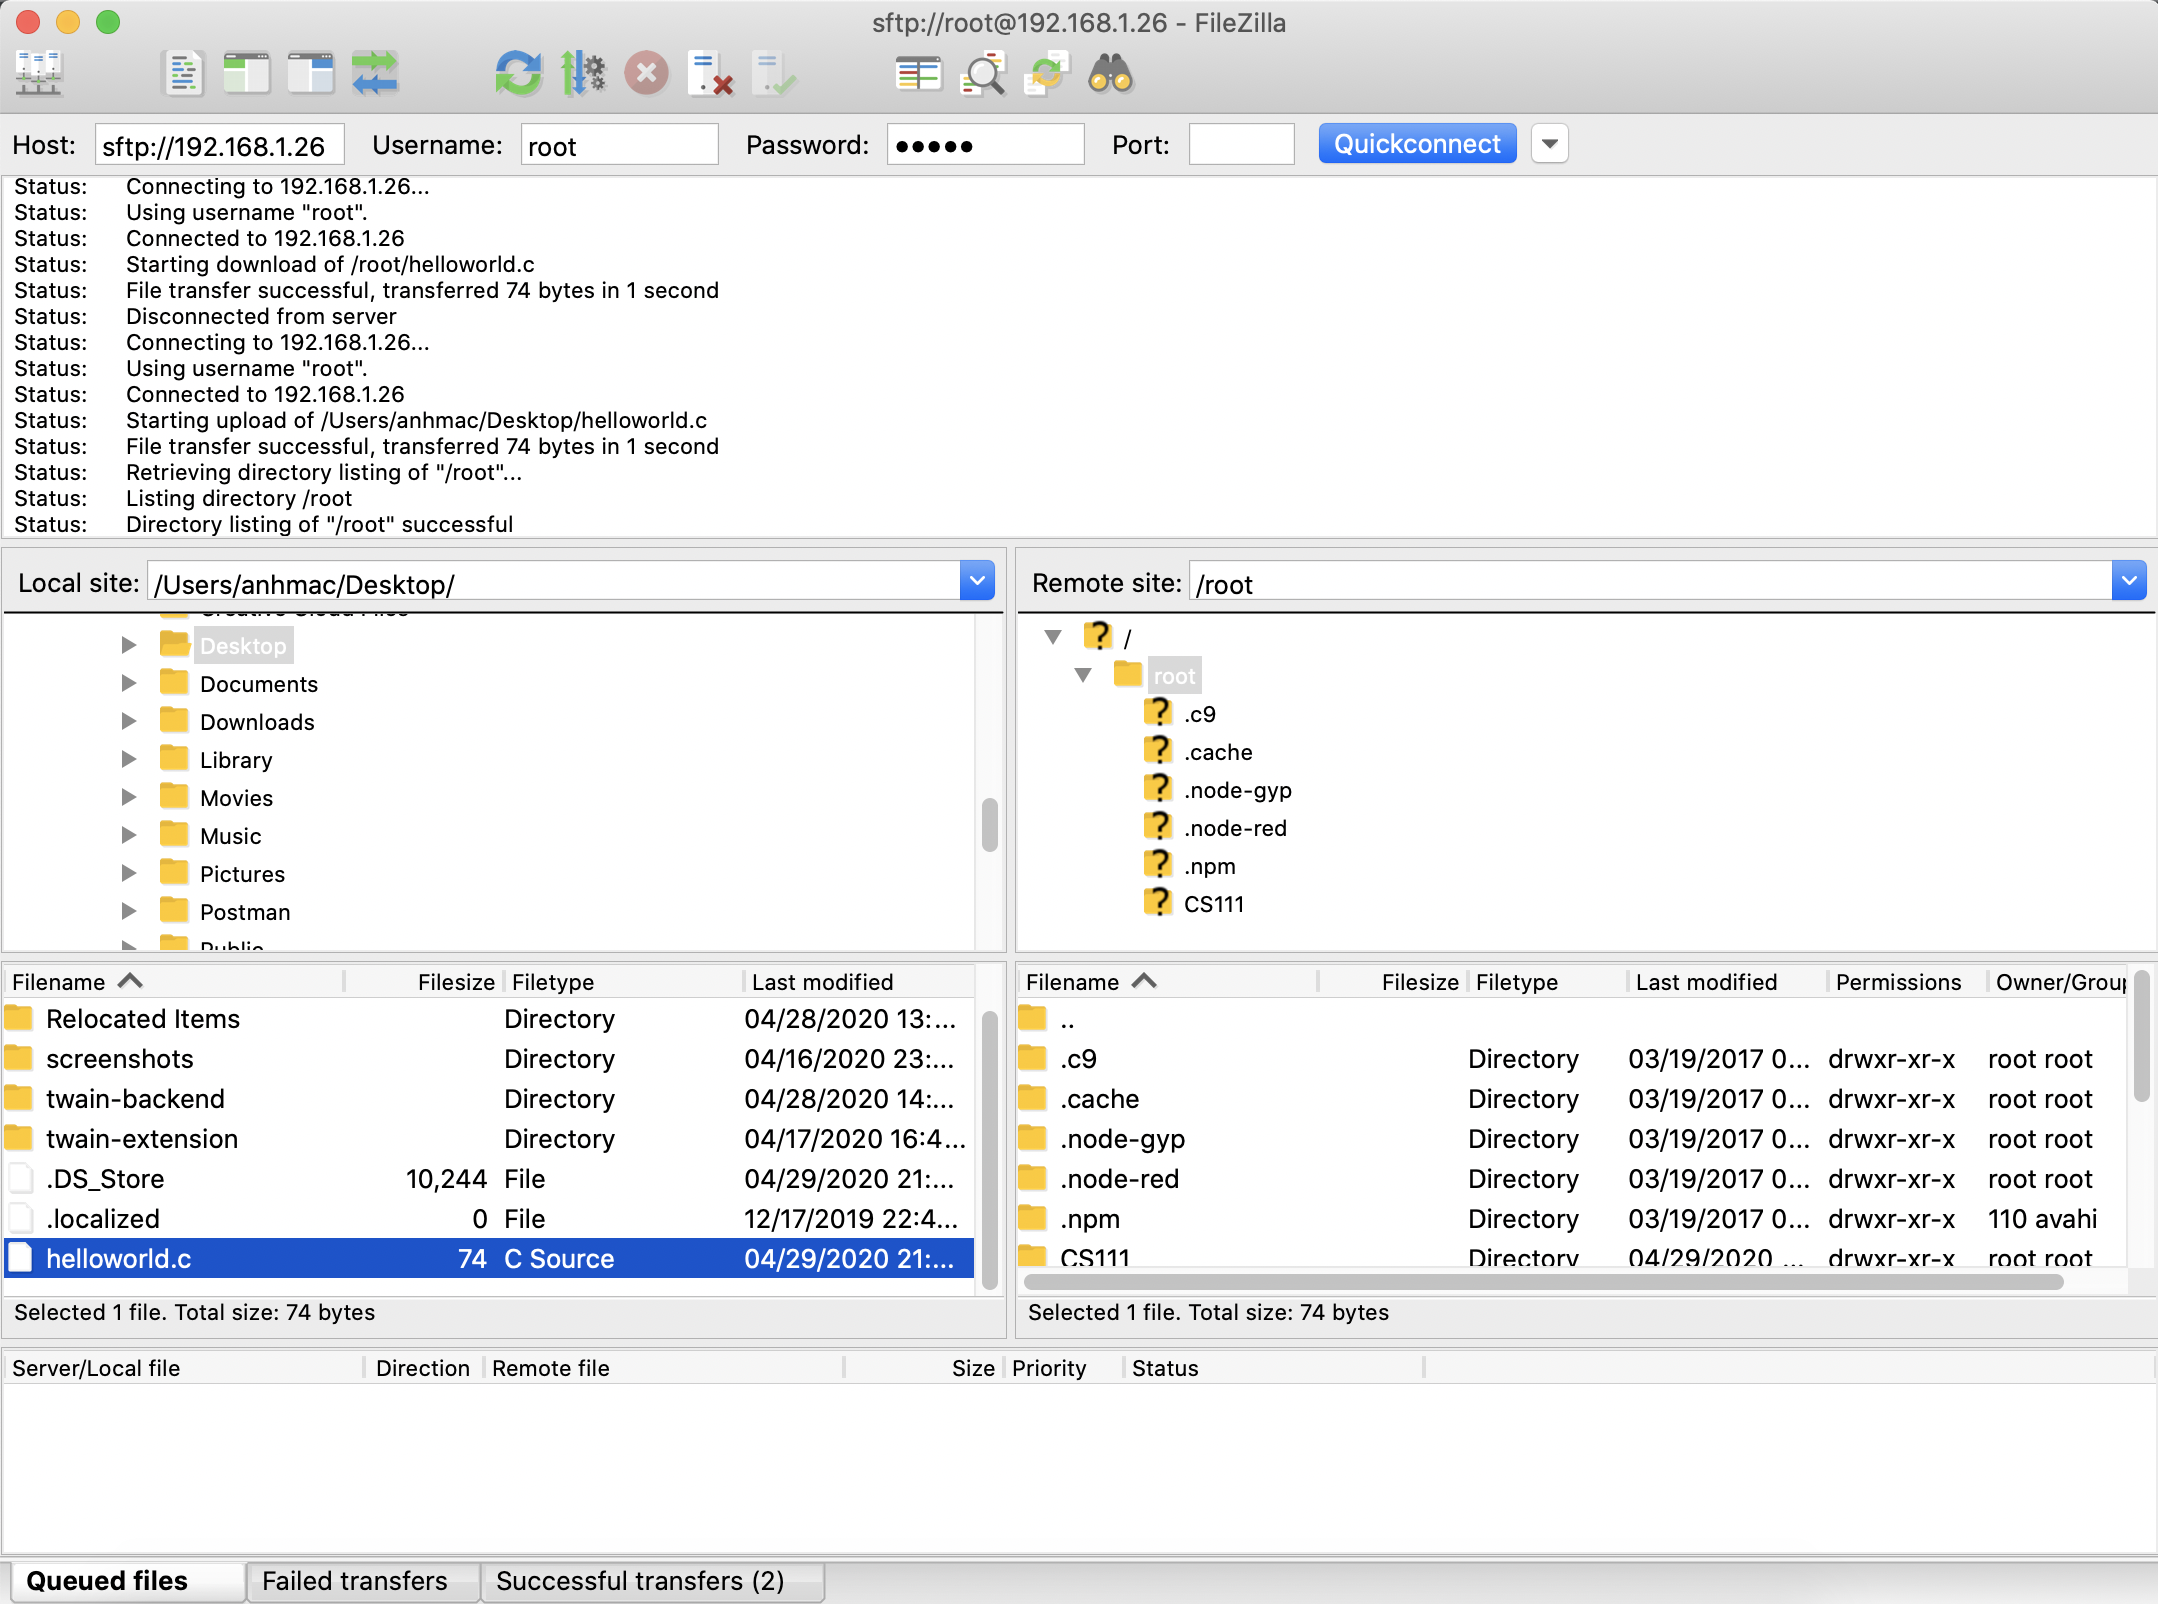 sftp://root@192.168.1.26 - FileZilla
Host: sftp://192.168.1.26 Username: root Password: ●●●●● Port: Quickconnect
Status: Connecting to 192.168.1.26...
Status: Using username "root".
Status: Connected to 192.168.1.26
Status: Starting download of /root/helloworld.c
Status: File transfer successful, transferred 74 bytes in 1 second
Status: Disconnected from server
Status: Connecting to 192.168.1.26...
Status: Using username "root".
Status: Connected to 192.168.1.26
Status: Starting upload of /Users/anhmac/Desktop/helloworld.c
Status: File transfer successful, transferred 74 bytes in 1 second
Status: Retrieving directory listing of "/root"...
Status: Listing directory /root
Status: Directory listing of "/root" successful
Local site: /Users/anhmac/Desktop/
Creative Cloud Files
Desktop
Documents
Downloads
Library
Movies
Music
Pictures
Postman
Public
Remote site: /root
/
root
.c9
.cache
.node-gyp
.node-red
.npm
CS111
Filename Filesize Filetype Last modified
Relocated Items Directory 04/28/2020 13:...
screenshots Directory 04/16/2020 23:...
twain-backend Directory 04/28/2020 14:...
twain-extension Directory 04/17/2020 16:4...
.DS_Store 10,244 File 04/29/2020 21:...
.localized 0 File 12/17/2019 22:4...
helloworld.c 74 C Source 04/29/2020 21:...
Selected 1 file. Total size: 74 bytes
Filename Filesize Filetype Last modified Permissions Owner/Group
..
.c9 Directory 03/19/2017 0... drwxr-xr-x root root
.cache Directory 03/19/2017 0... drwxr-xr-x root root
.node-gyp Directory 03/19/2017 0... drwxr-xr-x root root
.node-red Directory 03/19/2017 0... drwxr-xr-x root root
.npm Directory 03/19/2017 0... drwxr-xr-x 110 avahi
CS111 Directory 04/29/2020 ... drwxr-xr-x root root
Selected 1 file. Total size: 74 bytes
Server/Local file Direction Remote file Size Priority Status
Queued files Failed transfers Successful transfers (2)